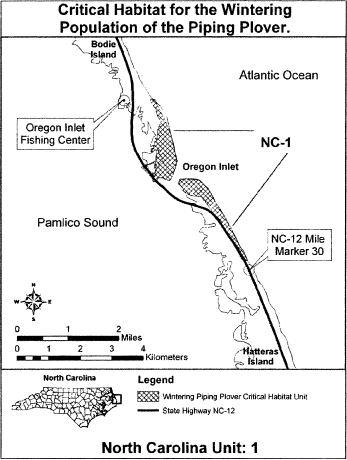 Critical Habitat for the Wintering
Population of the Piping Plover.
Bodie
Island
Atlantic Ocean
Oregon Inlet
Fishing Center
NC-1
Oregon Inlet
Pamlico Sound
NC-12 Mile
Marker 30
N
W
E
S
0 1 2
Miles
0 1 2 3 4
Kilometers
Hatteras
Island
North Carolina
Legend
Wintering Piping Plover Critical Habitat Unit
State Highway NC-12
North Carolina Unit: 1